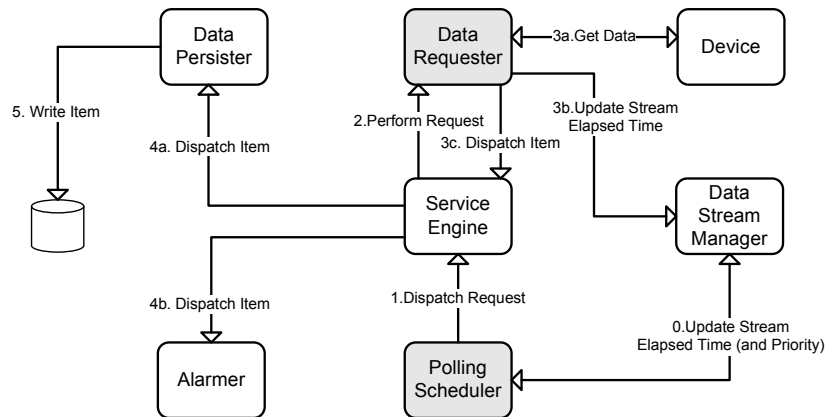 Data
Persister
Data
Requester
3a.Get Data
Device
5. Write Item
4a. Dispatch Item
2.Perform Request
3c. Dispatch Item
3b.Update Stream
Elapsed Time
Service
Engine
Data
Stream
Manager
4b. Dispatch Item
1.Dispatch Request
0.Update Stream
Elapsed Time (and Priority)
Alarmer
Polling
Scheduler